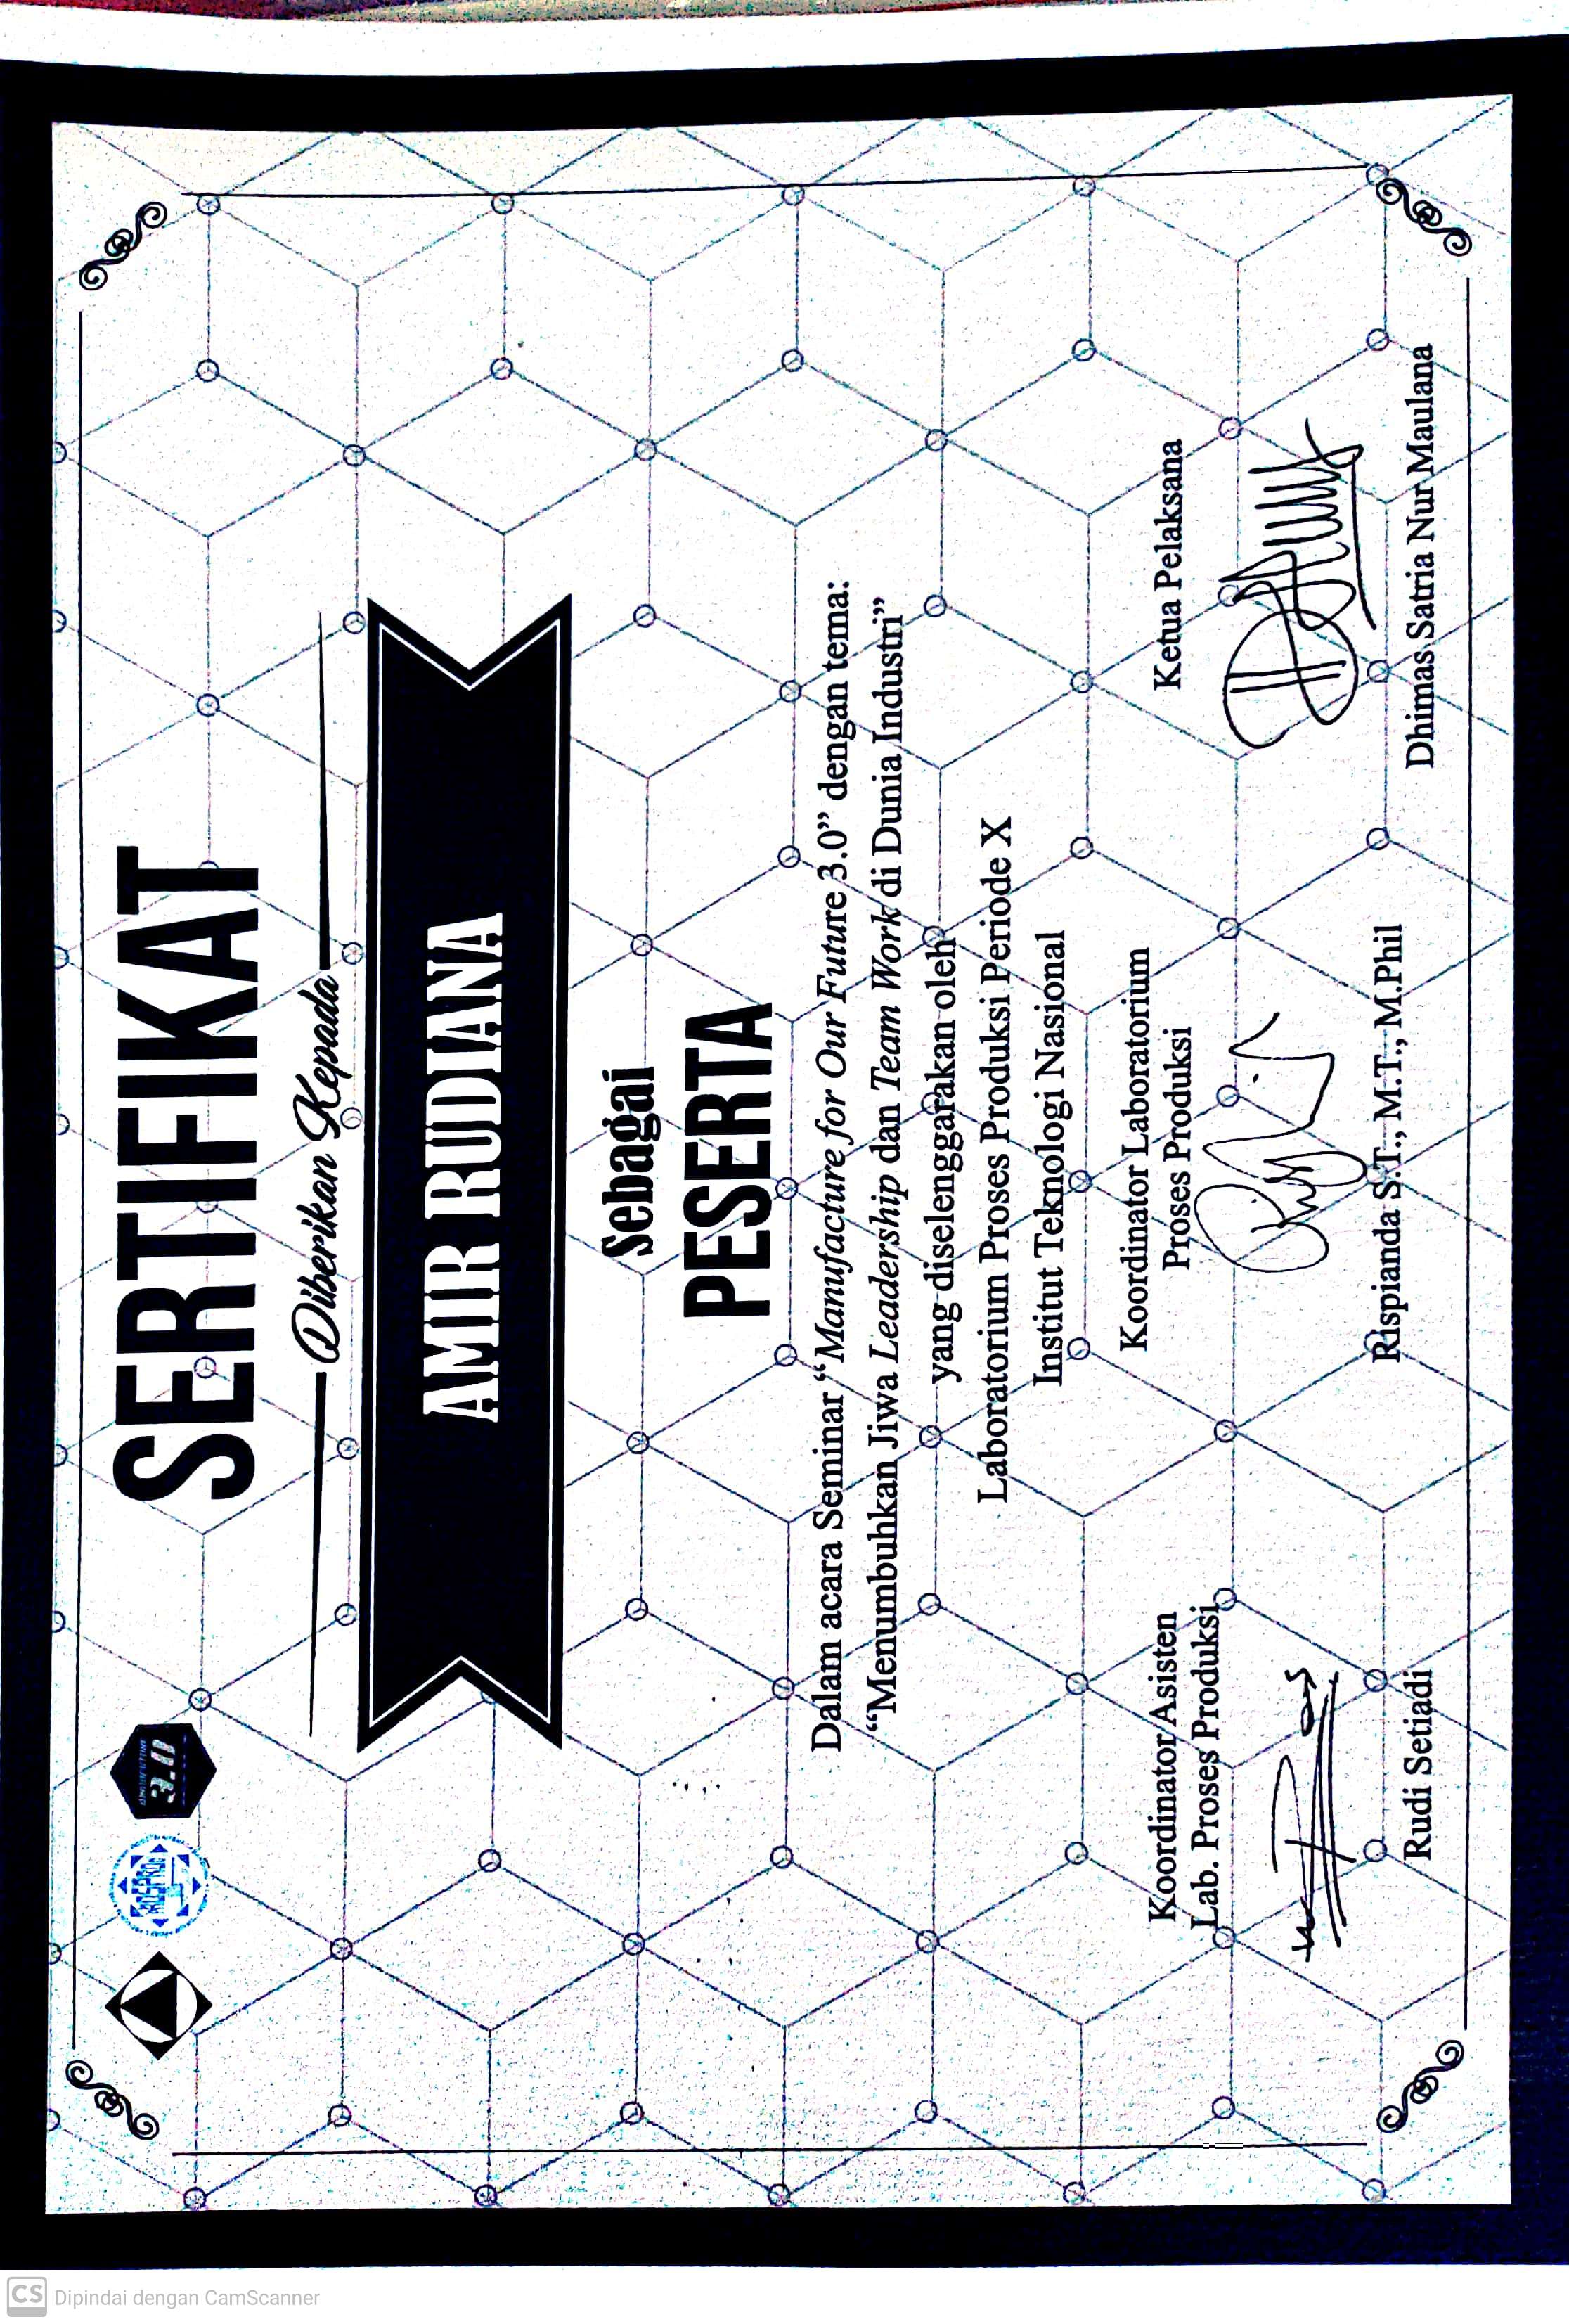 CS Dipindai dengan CamScanner
3.0
SERTIFIKAT
Diberikan Kepada
AMIR RUDIANA
Sebagai
PESERTA
Dalam acara Seminar “Manufacture for Our Future 3.0” dengan tema:
“Menumbuhkan Jiwa Leadership dan Team Work di Dunia Industri”
yang diselenggarakan oleh
Laboratorium Proses Produksi Periode X
Institut Teknologi Nasional
Koordinator Asisten
Lab. Proses Produksi
Rudi Setiadi
Koordinator Laboratorium
Proses Produksi
Rispianda S.T., M.T., M.Phil
Ketua Pelaksana
Dhimas Satria Nur Maulana